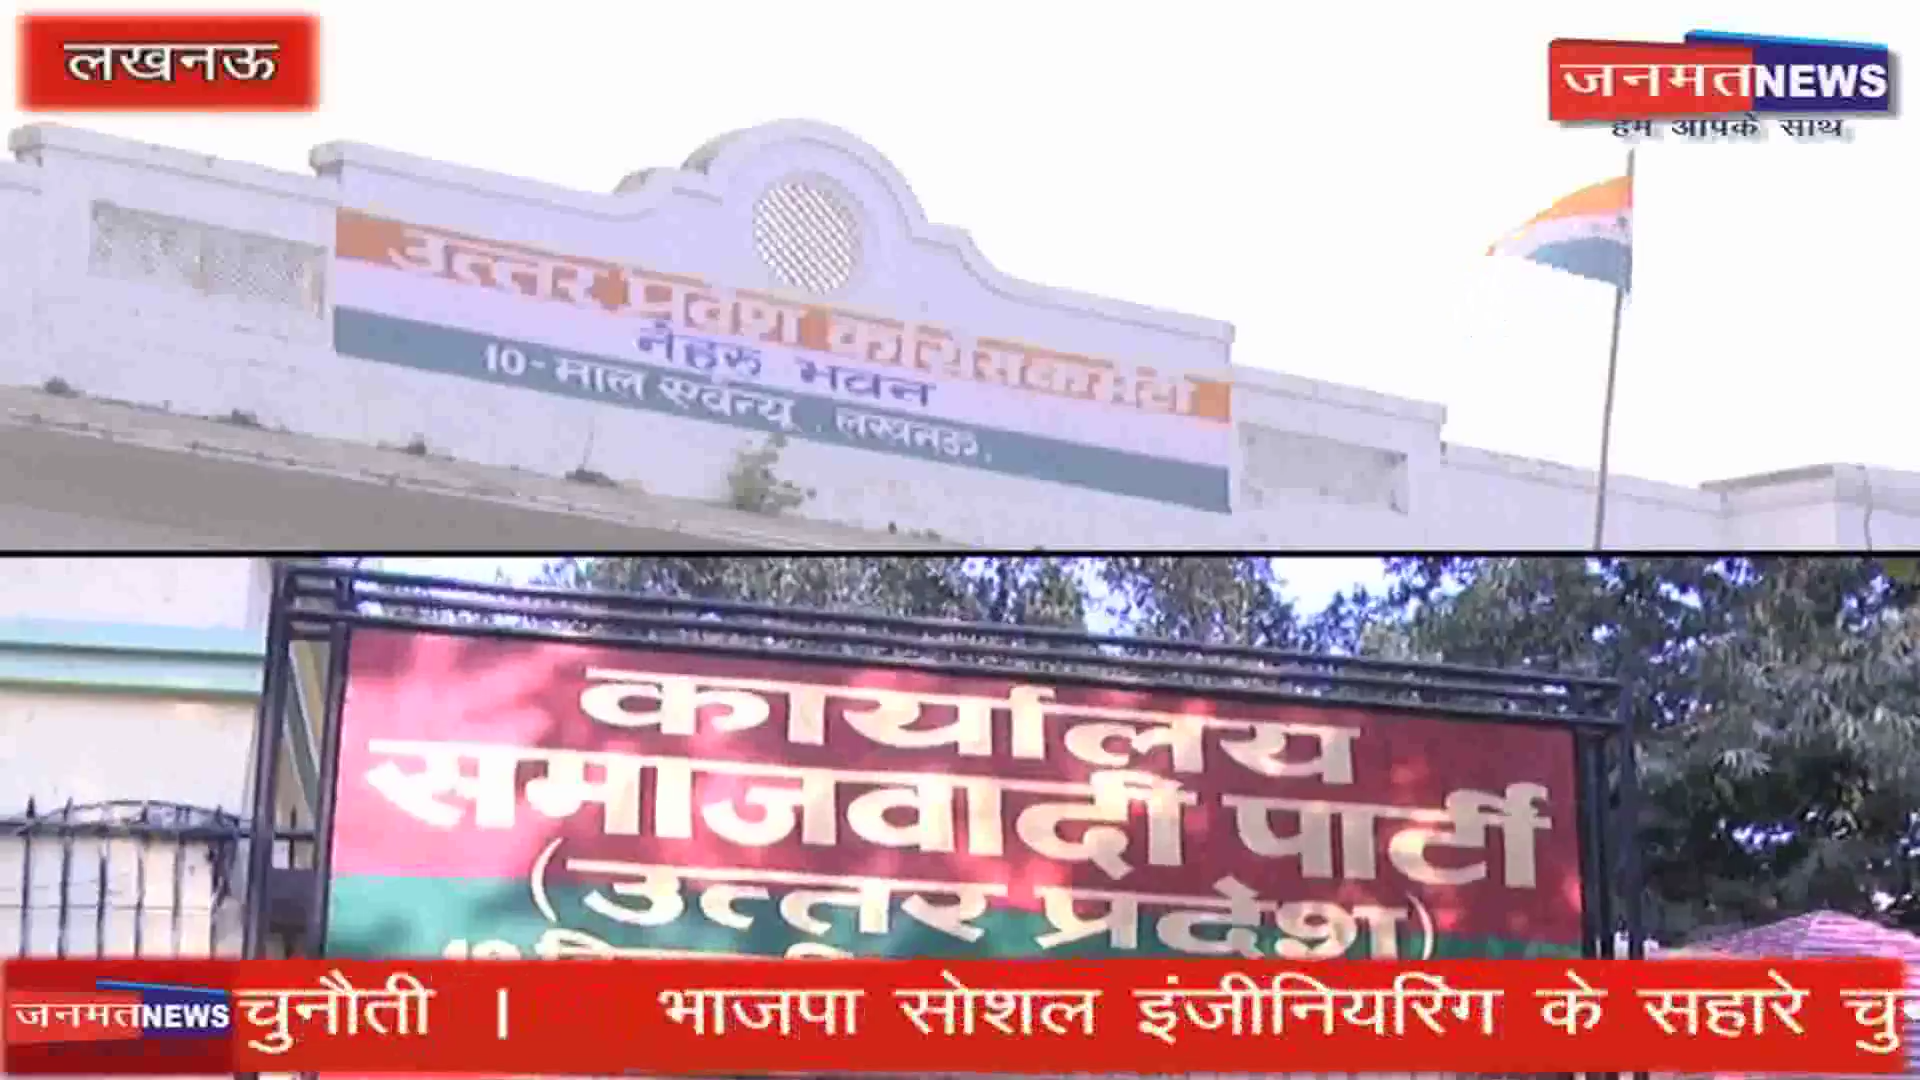 लखनऊ
जनमतNEWS
हम आपके साथ
उत्तर प्रदेश कांग्रेस कमेटी
नेहरु भवन
10-माल एवेन्यू . लखनऊ.
कार्यालय
समाजवादी पार्टी
(उत्तर प्रदेश)
जनमतNEWS
चुनौती । भाजपा सोशल इंजीनियरिंग के सहारे